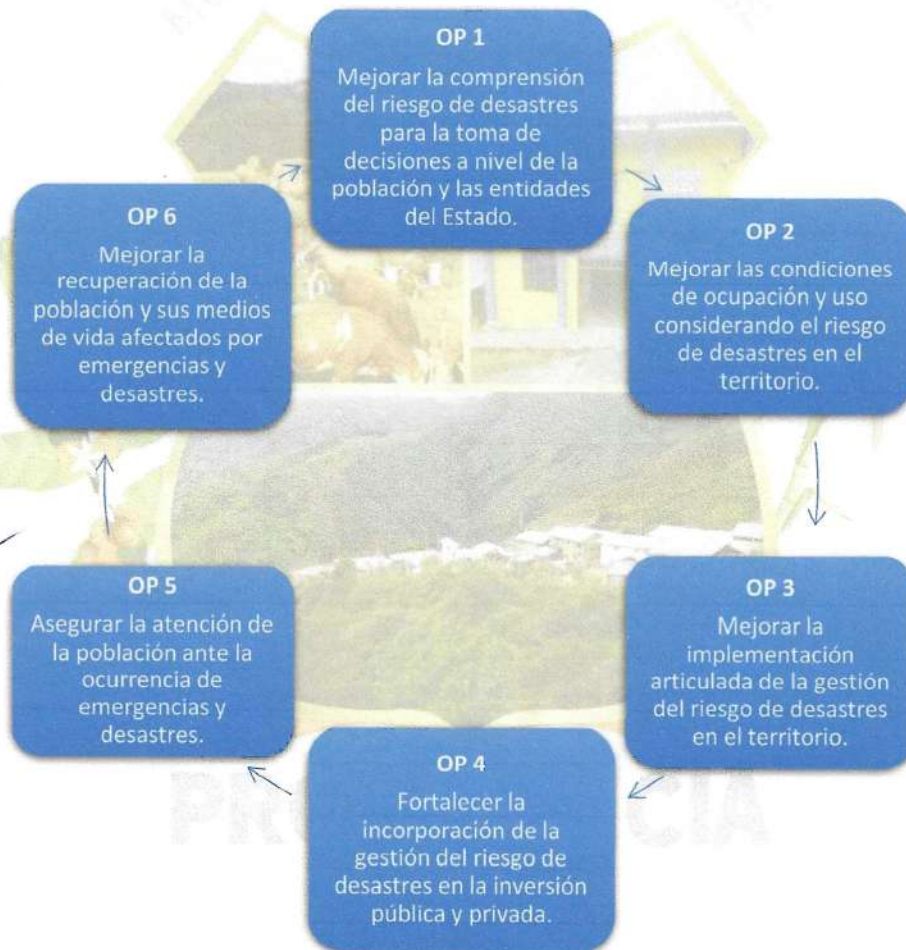 OP 1
Mejorar la comprensión
del riesgo de desastres
para la toma de
decisiones a nivel de la
población y las entidades
del Estado.
OP 2
Mejorar las condiciones
de ocupación y uso
considerando el riesgo
de desastres en el
territorio.
OP 3
Mejorar la
implementación
articulada de la gestión
del riesgo de desastres
en el territorio.
OP 4
Fortalecer la
incorporación de la
gestión del riesgo de
desastres en la inversión
pública y privada.
OP 5
Asegurar la atención de
la población ante la
ocurrencia de
emergencias y
desastres.
OP 6
Mejorar la
recuperación de la
población y sus medios
de vida afectados por
emergencias y
desastres.